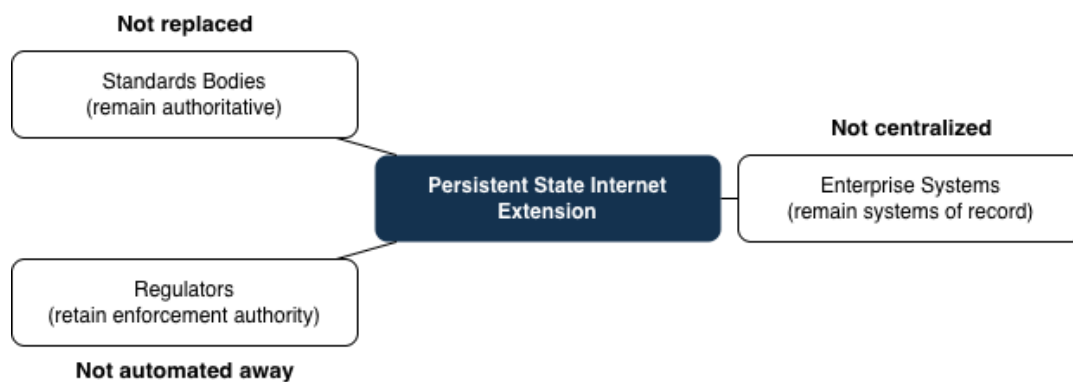 Not replaced
Standards Bodies
(remain authoritative)
Not centralized
Persistent State Internet
Extension
Enterprise Systems
(remain systems of record)
Regulators
(retain enforcement authority)
Not automated away